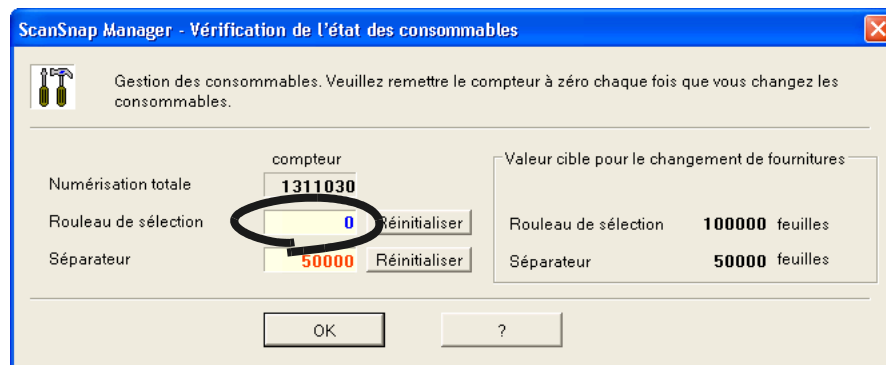 ScanSnap Manager - Vérification de l'état des consommables
Gestion des consommables. Veuillez remettre le compteur à zéro chaque fois que vous changez les
consommables.
compteur
Valeur cible pour le changement de fournitures
Numérisation totale 1311030
Rouleau de sélection 0 Réinitialiser Rouleau de sélection 100000 feuilles
Séparateur 50000 Réinitialiser Séparateur 50000 feuilles
OK ?